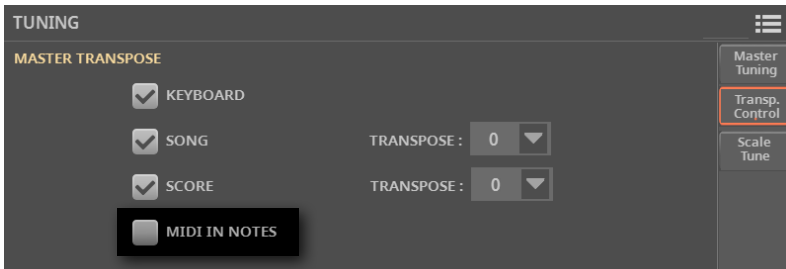 TUNING
MASTER TRANSPOSE
KEYBOARD
SONG TRANSPOSE : 0
SCORE TRANSPOSE : 0
MIDI IN NOTES
Master
Tuning
Transp.
Control
Scale
Tune